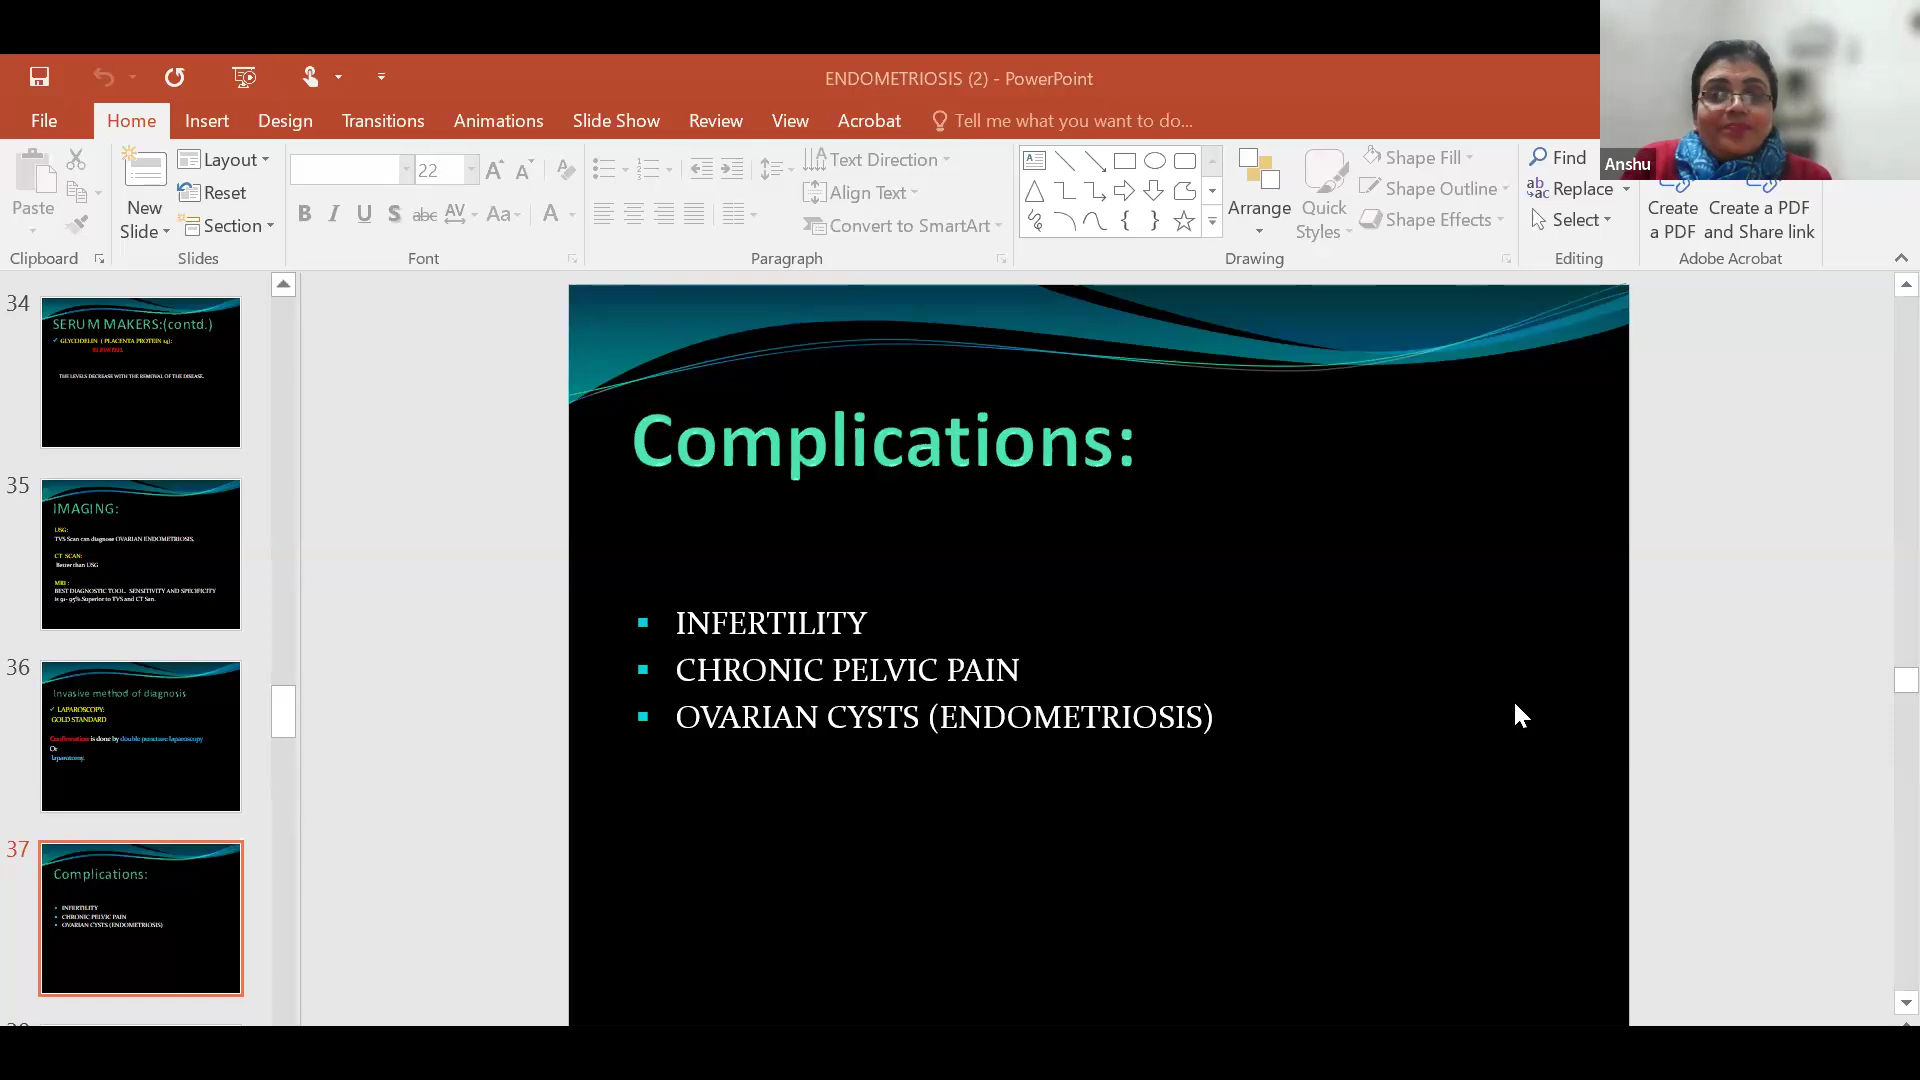 ENDOMETRIOSIS (2) - PowerPoint
File Home Insert Design Transitions Animations Slide Show Review View Acrobat Tell me what you want to do...
Anshu
Paste
Clipboard
New
Slide
Layout
Reset
Section
Slides
22
B I U S abc AV Aa A
Font
Text Direction
Align Text
Convert to SmartArt
Paragraph
Arrange
Quick
Styles
Shape Fill
Shape Outline
Shape Effects
Drawing
Find
Replace
Select
Editing
Create
a PDF
Create a PDF
and Share link
Adobe Acrobat
34
SERUM MAKERS:(contd.)
✓ GLYCODELIN ( PLACENTA PROTEIN 14):
THE LEVELS DECREASE WITH THE REMOVAL OF THE DISEASE.
35
IMAGING:
USG:
TVS Scan can diagnose OVARIAN ENDOMETRIOSIS.
CT SCAN:
Better than USG
MRI :
BEST DIAGNOSTIC TOOL. SENSITIVITY AND SPECIFICITY
is 91- 95%.Superior to TVS and CT San.
36
Invasive method of diagnosis
✓ LAPAROSCOPY:
GOLD STANDARD
Confirmation is done by double puncture laparoscopy
Or
laparotomy.
37
Complications:
▪ INFERTILITY
▪ CHRONIC PELVIC PAIN
▪ OVARIAN CYSTS (ENDOMETRIOSIS)
Complications:
▪ INFERTILITY
▪ CHRONIC PELVIC PAIN
▪ OVARIAN CYSTS (ENDOMETRIOSIS)